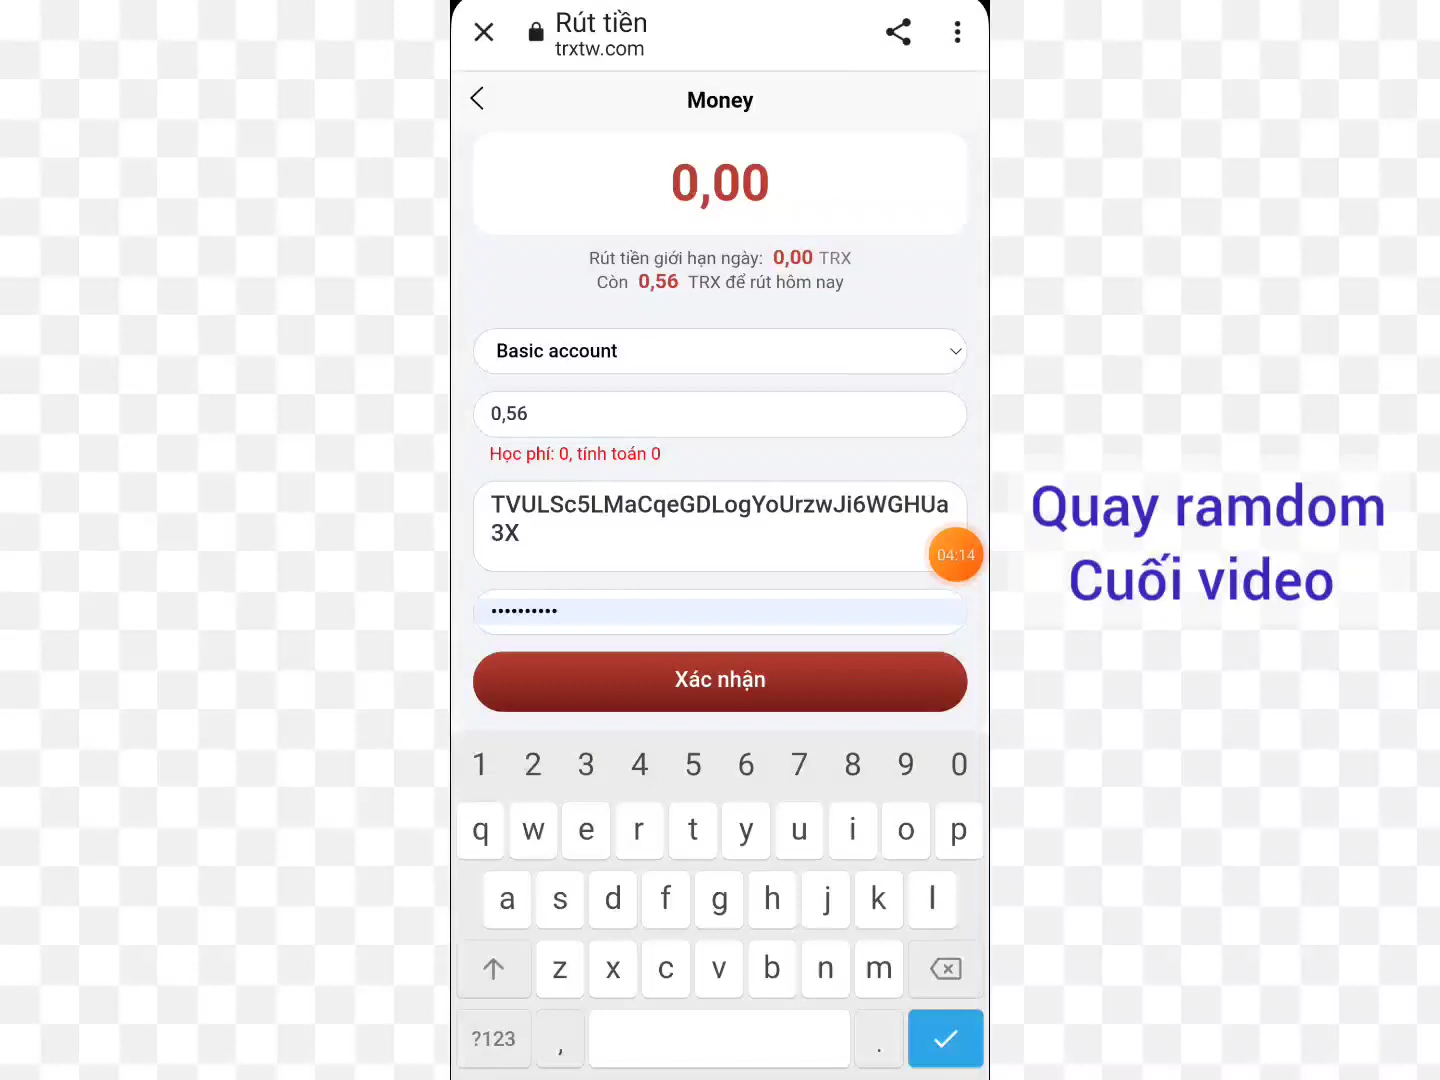 Rút tiền
trxtw.com
Money
0,00
Rút tiền giới hạn ngày: 0,00 TRX
Còn 0,56 TRX để rút hôm nay
Basic account
0,56
Học phí: 0, tính toán 0
TVULSc5LMaCqeGDLogYoUrzwJi6WGHUa
3X
04:14
••••••••••
Xác nhận
Quay ramdom
Cuối video
1 2 3 4 5 6 7 8 9 0
q w e r t y u i o p
a s d f g h j k l
z x c v b n m
?123 , .